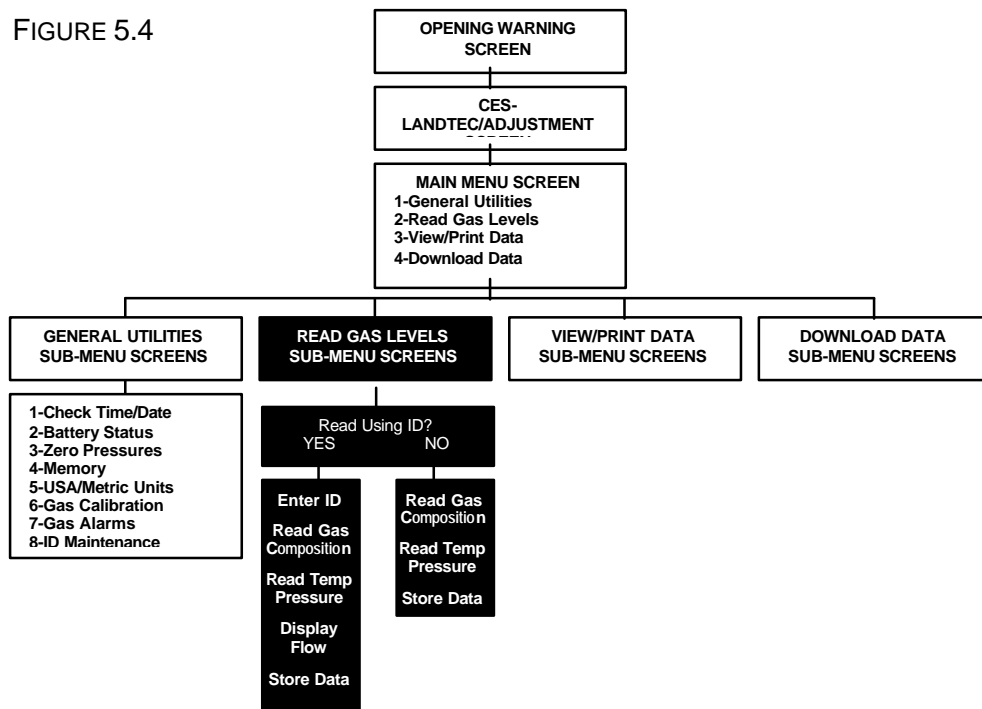 FIGURE 5.4
OPENING WARNING
SCREEN
CES-
LANDTEC/ADJUSTMENT
MAIN MENU SCREEN
1-General Utilities
2-Read Gas Levels
3-View/Print Data
4-Download Data
GENERAL UTILITIES
SUB-MENU SCREENS
READ GAS LEVELS
SUB-MENU SCREENS
VIEW/PRINT DATA
SUB-MENU SCREENS
DOWNLOAD DATA
SUB-MENU SCREENS
1-Check Time/Date
2-Battery Status
3-Zero Pressures
4-Memory
5-USA/Metric Units
6-Gas Calibration
7-Gas Alarms
8-ID Maintenance
Read Using ID?
YES NO
Enter ID
Read Gas
Composition
Read Temp
Pressure
Display
Flow
Store Data
Read Gas
Composition
Read Temp
Pressure
Store Data